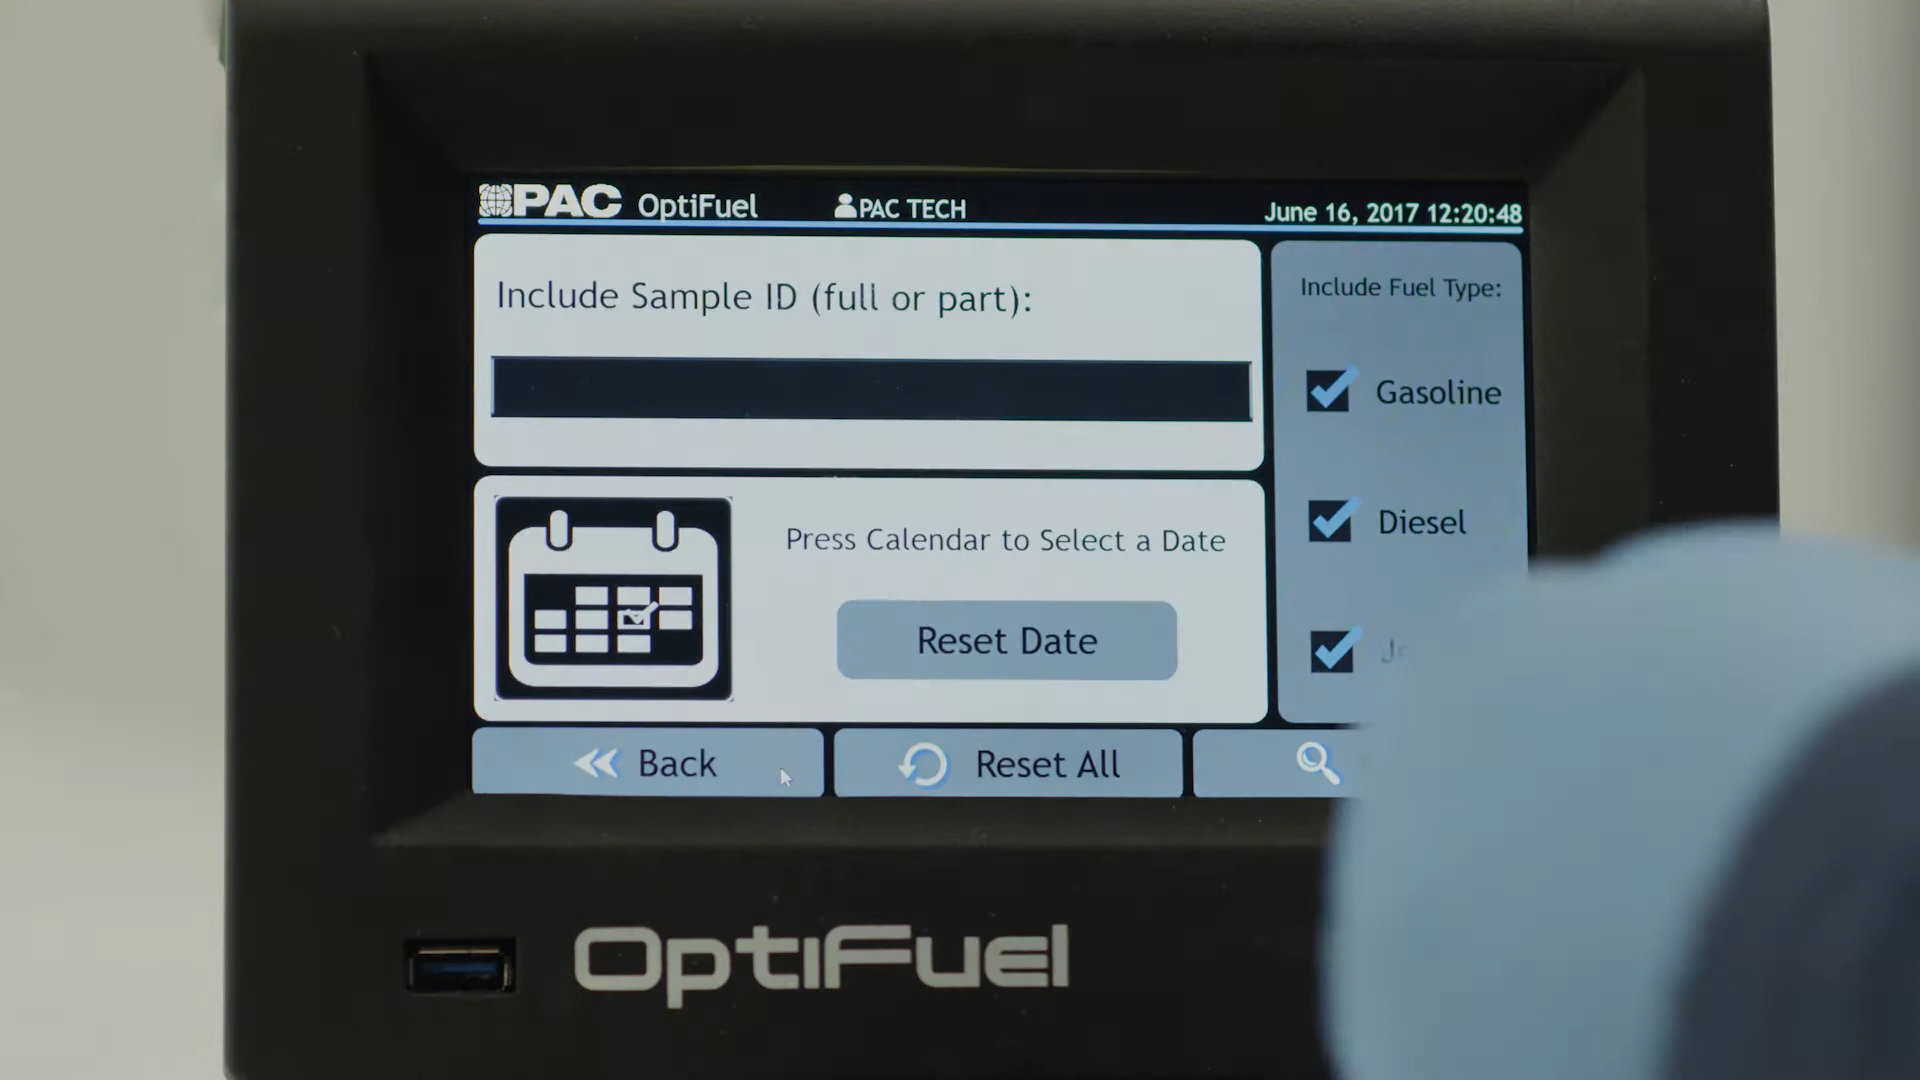 PAC OptiFuel PAC TECH June 16, 2017 12:20:48
Include Sample ID (full or part):
Include Fuel Type:
Gasoline
Diesel
Press Calendar to Select a Date
Reset Date
Back
Reset All
OptiFuel